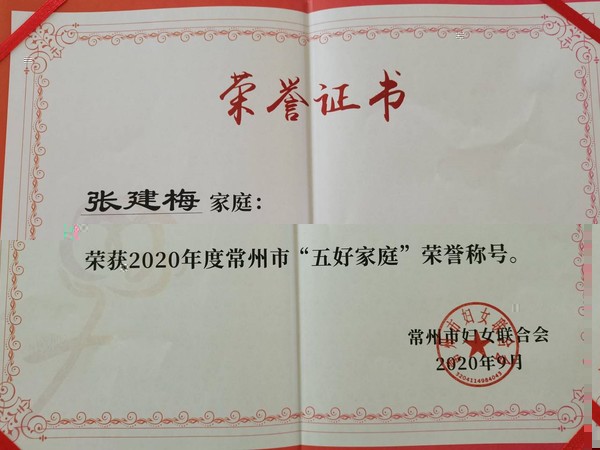 荣誉证书
张建梅 家庭：
荣获2020年度常州市“五好家庭”荣誉称号。
常州市妇女联合会
2020年9月